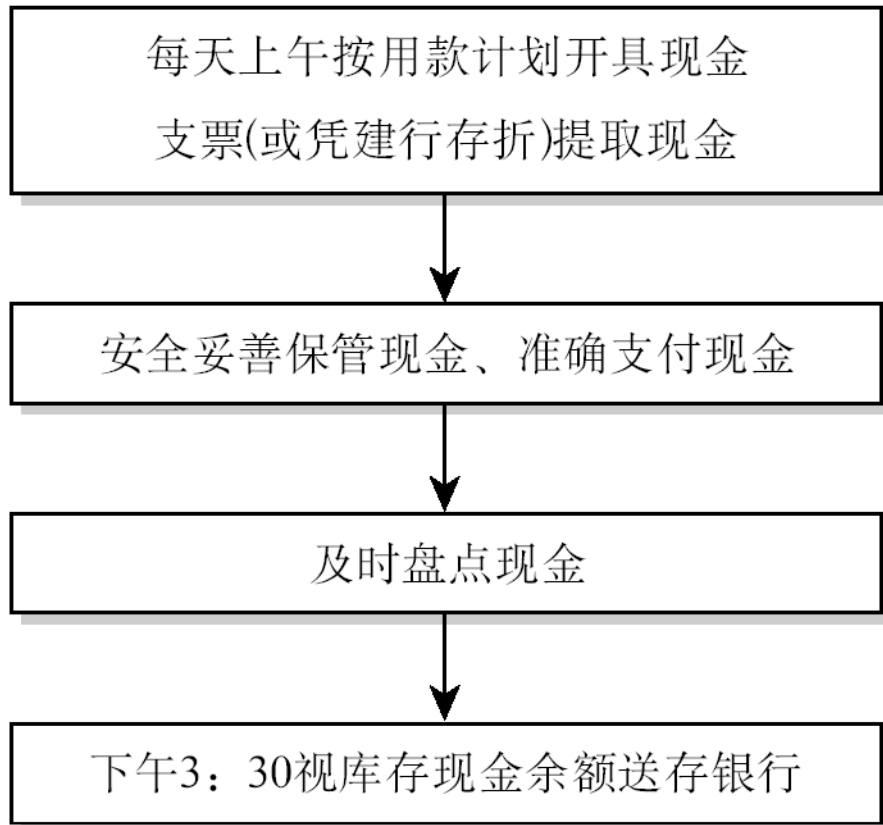 每天上午按用款计划开具现金
支票(或凭建行存折)提取现金
安全妥善保管现金、准确支付现金
及时盘点现金
下午3：30视库存现金余额送存银行